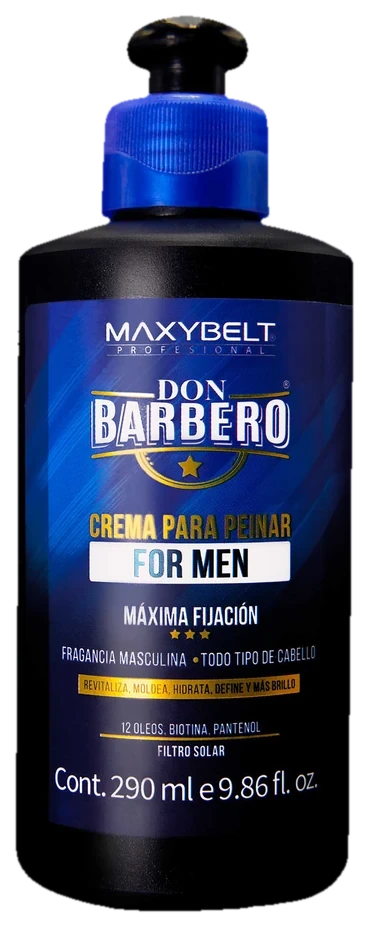 MAXYBELT
PROFESIONAL
DON ®
BARBERO
CREMA PARA PEINAR
FOR MEN
MÁXIMA FIJACIÓN
FRAGANCIA MASCULINA • TODO TIPO DE CABELLO
REVITALIZA, MOLDEA, HIDRATA, DEFINE Y MÁS BRILLO
12 OLEOS, BIOTINA, PANTENOL
FILTRO SOLAR
Cont. 290 ml e 9.86 fl. oz.